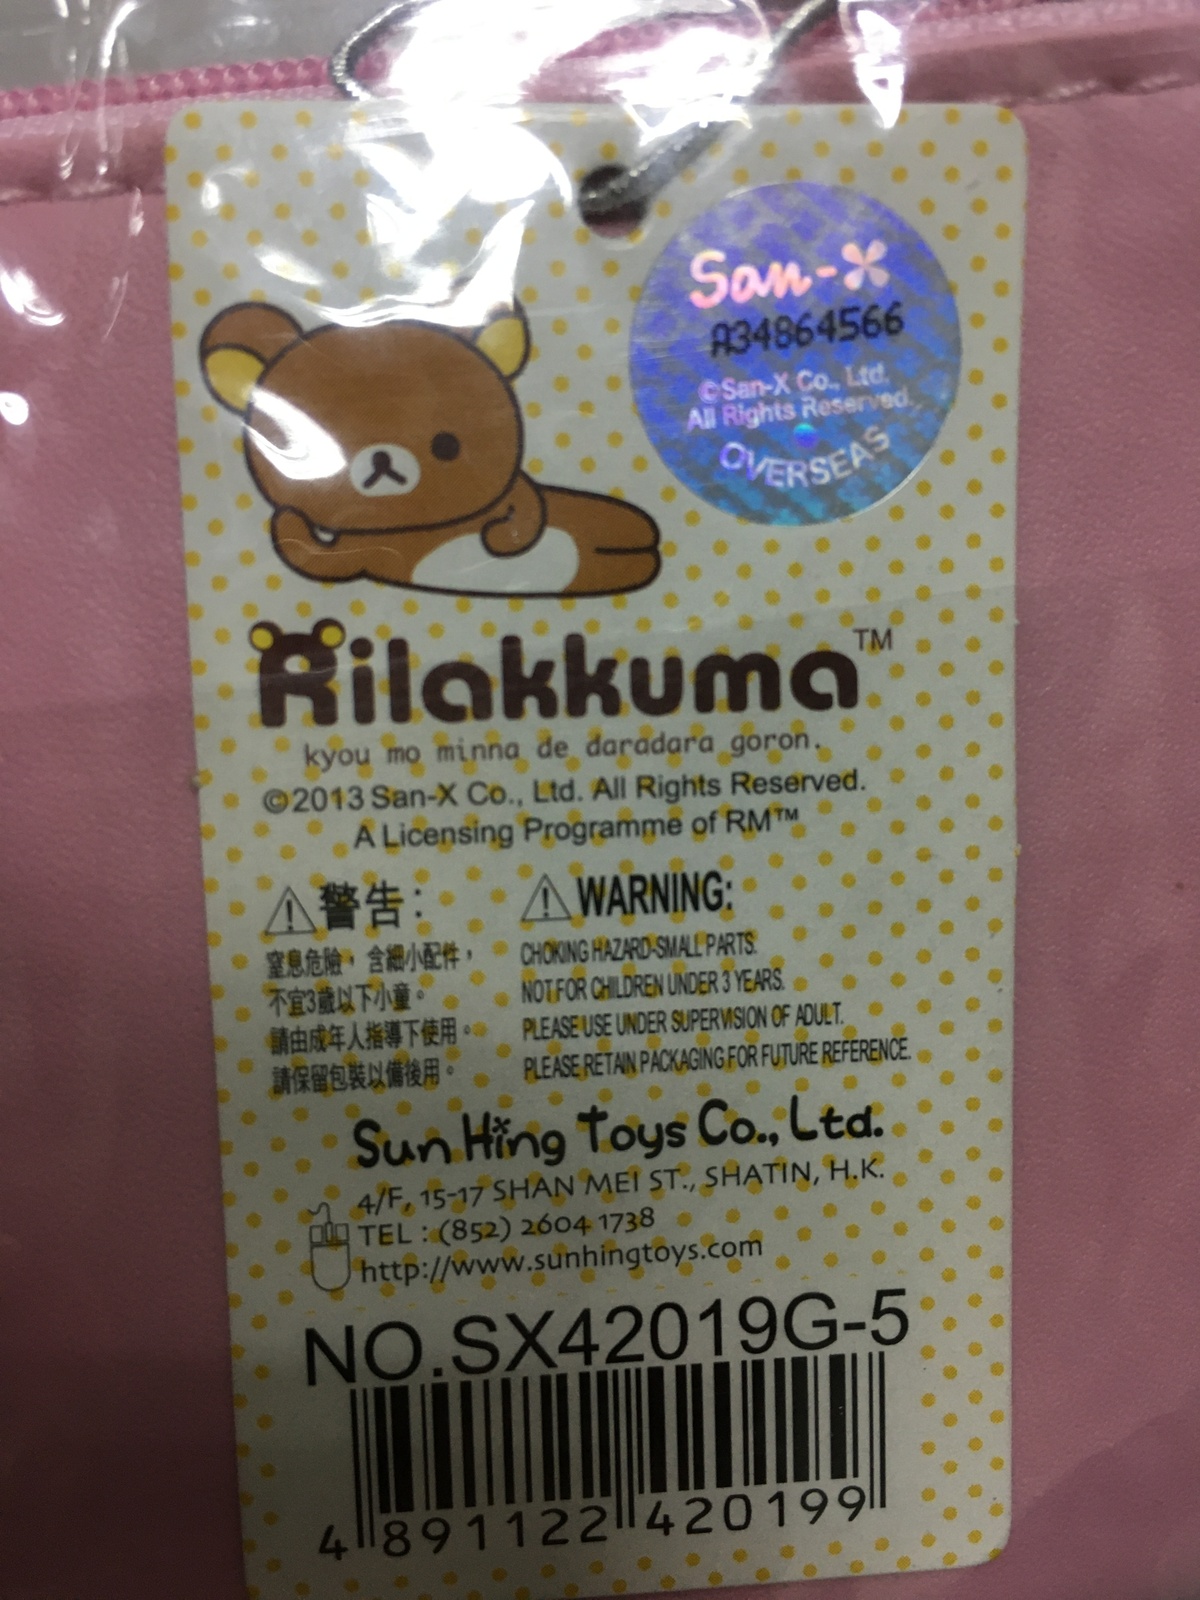 San-X
A34864566
©San-X Co., Ltd.
All Rights Reserved.
OVERSEAS
Rilakkuma™
kyou mo minna de daradara goron.
©2013 San-X Co., Ltd. All Rights Reserved.
A Licensing Programme of RM™
警告：
窒息危險，含細小配件，
不宜3歲以下小童。
請由成年人指導下使用。
請保留包裝以備後用。
WARNING:
CHOKING HAZARD-SMALL PARTS.
NOT FOR CHILDREN UNDER 3 YEARS.
PLEASE USE UNDER SUPERVISION OF ADULT.
PLEASE RETAIN PACKAGING FOR FUTURE REFERENCE.
Sun Hing Toys Co., Ltd.
4/F, 15-17 SHAN MEI ST., SHATIN, H.K.
TEL : (852) 2604 1738
http://www.sunhingtoys.com
NO.SX42019G-5
4 891122 420199